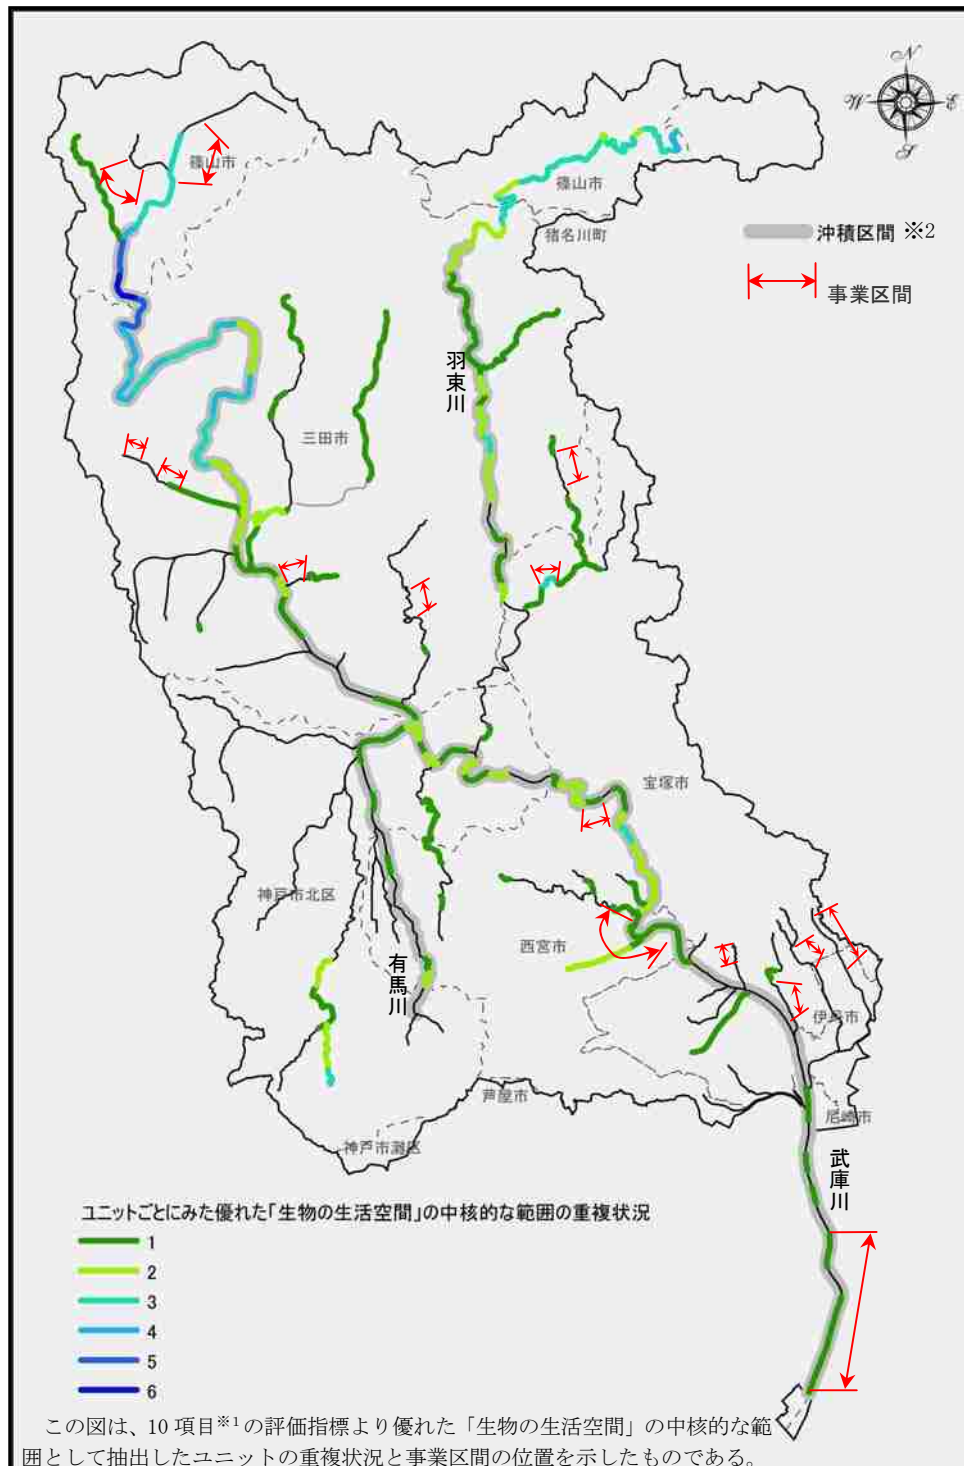 N
W E
S
篠山市
篠山市
猪名川町
沖積区間 ※2
事業区間
羽束川
三田市
宝塚市
神戸市北区
西宮市
有馬川
伊丹市
芦屋市
尼崎市
神戸市灘区
武庫川
ユニットごとにみた優れた「生物の生活空間」の中核的な範囲の重複状況
1
2
3
4
5
6
この図は、10 項目※1の評価指標より優れた「生物の生活空間」の中核的な範
囲として抽出したユニットの重複状況と事業区間の位置を示したものである。